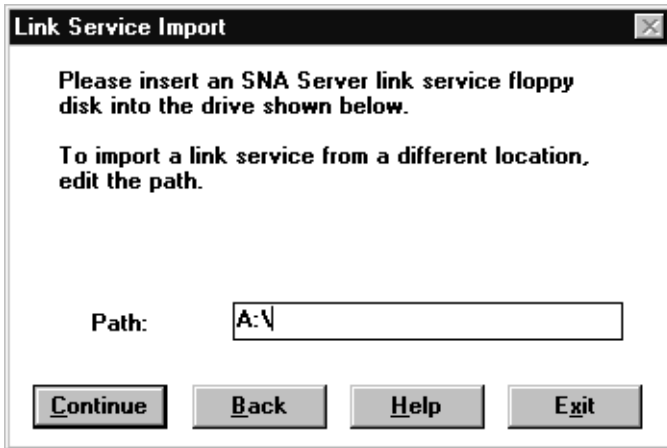 Link Service Import
Please insert an SNA Server link service floppy
disk into the drive shown below.
To import a link service from a different location,
edit the path.
Path: A:\
Continue Back Help Exit